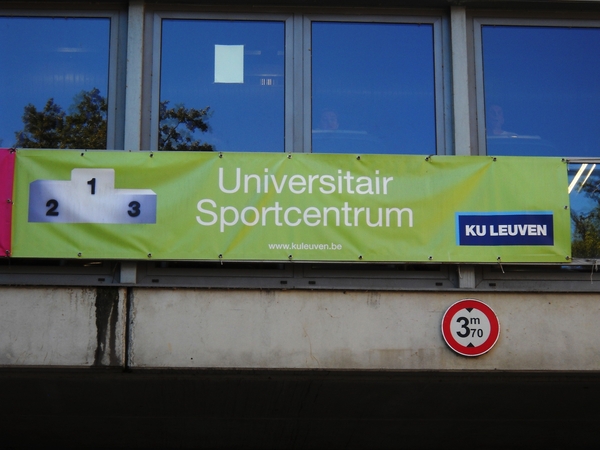 1
2
3
Universitair
Sportcentrum
www.kuleuven.be
KU LEUVEN
3m70